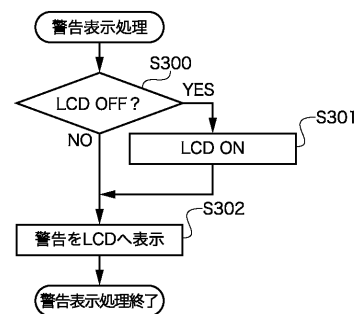 警告表示処理
S300
LCD OFF?
YES
NO
S301
LCD ON
S302
警告をLCDへ表示
警告表示処理終了